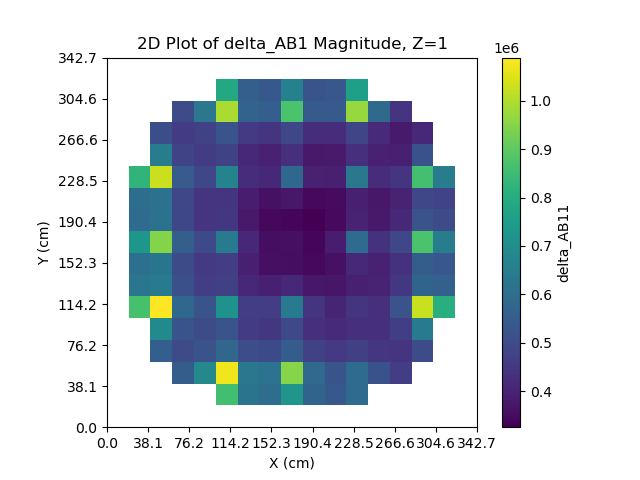 2D Plot of delta_AB1 Magnitude, Z=1
1e6
342.7
304.6
266.6
228.5
190.4
152.3
114.2
76.2
38.1
0.0
Y (cm)
0.0 38.1 76.2 114.2 152.3 190.4 228.5 266.6 304.6 342.7
X (cm)
1.0
0.9
0.8
0.7
0.6
0.5
0.4
delta_AB11